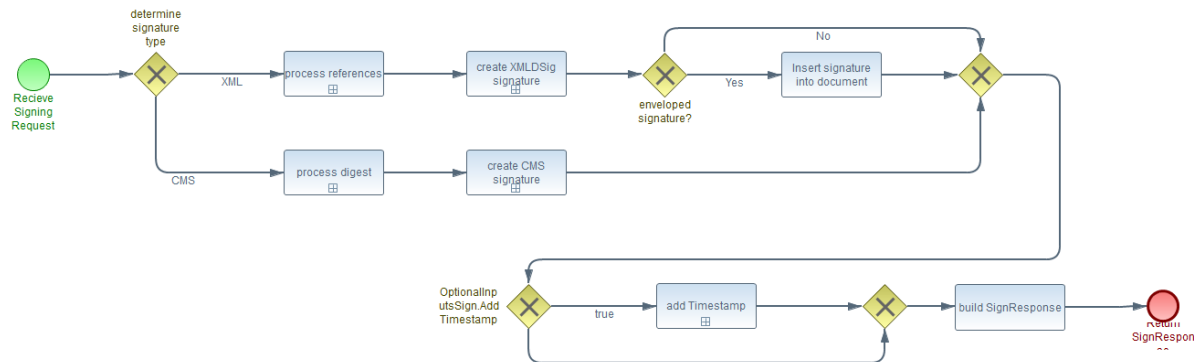 determine
signature
type
Recieve
Signing
Request
XML
process references
create XMLDSig
signature
No
enveloped
signature?
Yes
Insert signature
into document
CMS
process digest
create CMS
signature
OptionalInp
utsSign.Add
Timestamp
true
add Timestamp
build SignResponse
Return
SignRespon